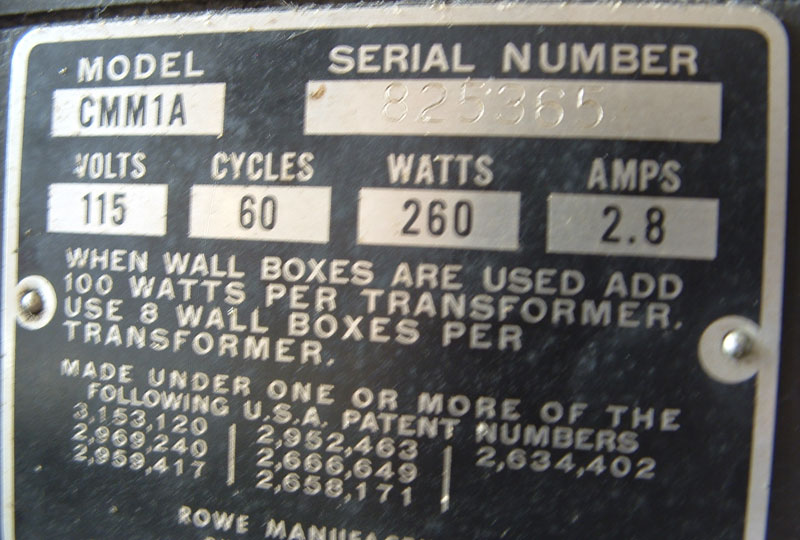 MODEL SERIAL NUMBER
CMM1A 825365
VOLTS CYCLES WATTS AMPS
115 60 260 2.8
WHEN WALL BOXES ARE USED ADD
100 WATTS PER TRANSFORMER.
USE 8 WALL BOXES PER
TRANSFORMER.
MADE UNDER ONE OR MORE OF THE
FOLLOWING U.S.A. PATENT NUMBERS
3,153,120 2,952,463 2,634,402
2,969,240 2,666,649
2,959,417 2,658,171
ROWE